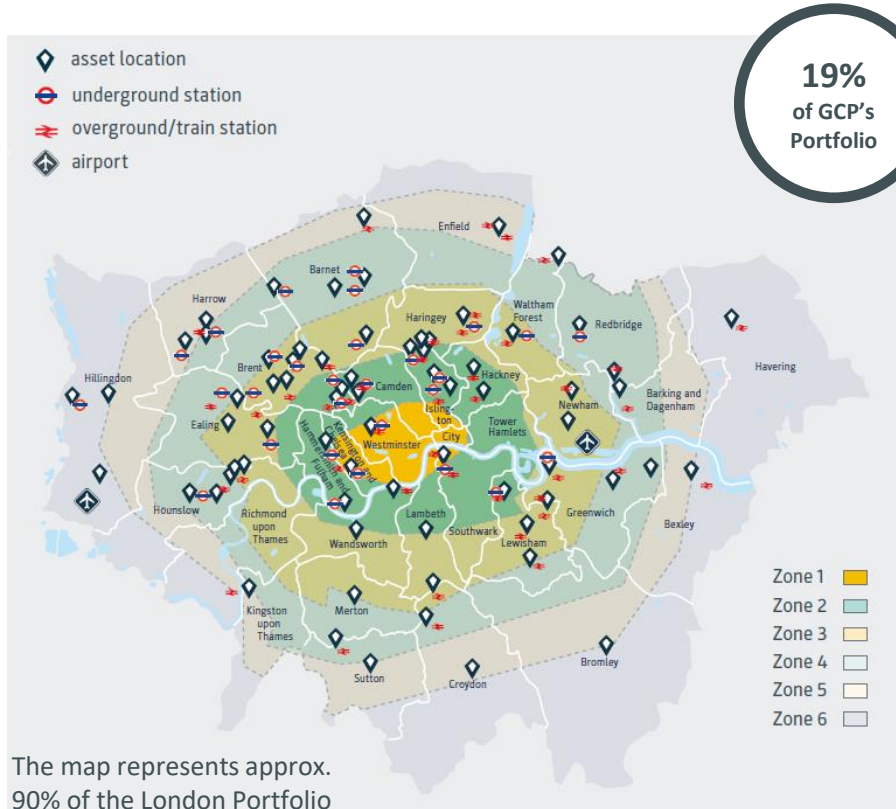 asset location
underground station
overground/train station
airport
19%
of GCP's
Portfolio
Enfield
Barnet
Harrow
Haringey
Waltham
Forest
Redbridge
Havering
Brent
Hillingdon
Camden
Hackney
Barking and
Dagenham
Newham
Isling-
ton
Ealing
Tower
Hamlets
City
Westminster
Kensington and
Chelsea
Hammersmith and
Fulham
Hounslow
Richmond
upon
Thames
Lambeth
Southwark
Greenwich
Bexley
Wandsworth
Lewisham
Merton
Kingston
upon
Thames
Sutton
Croydon
Bromley
Zone 1
Zone 2
Zone 3
Zone 4
Zone 5
Zone 6
The map represents approx.
90% of the London Portfolio